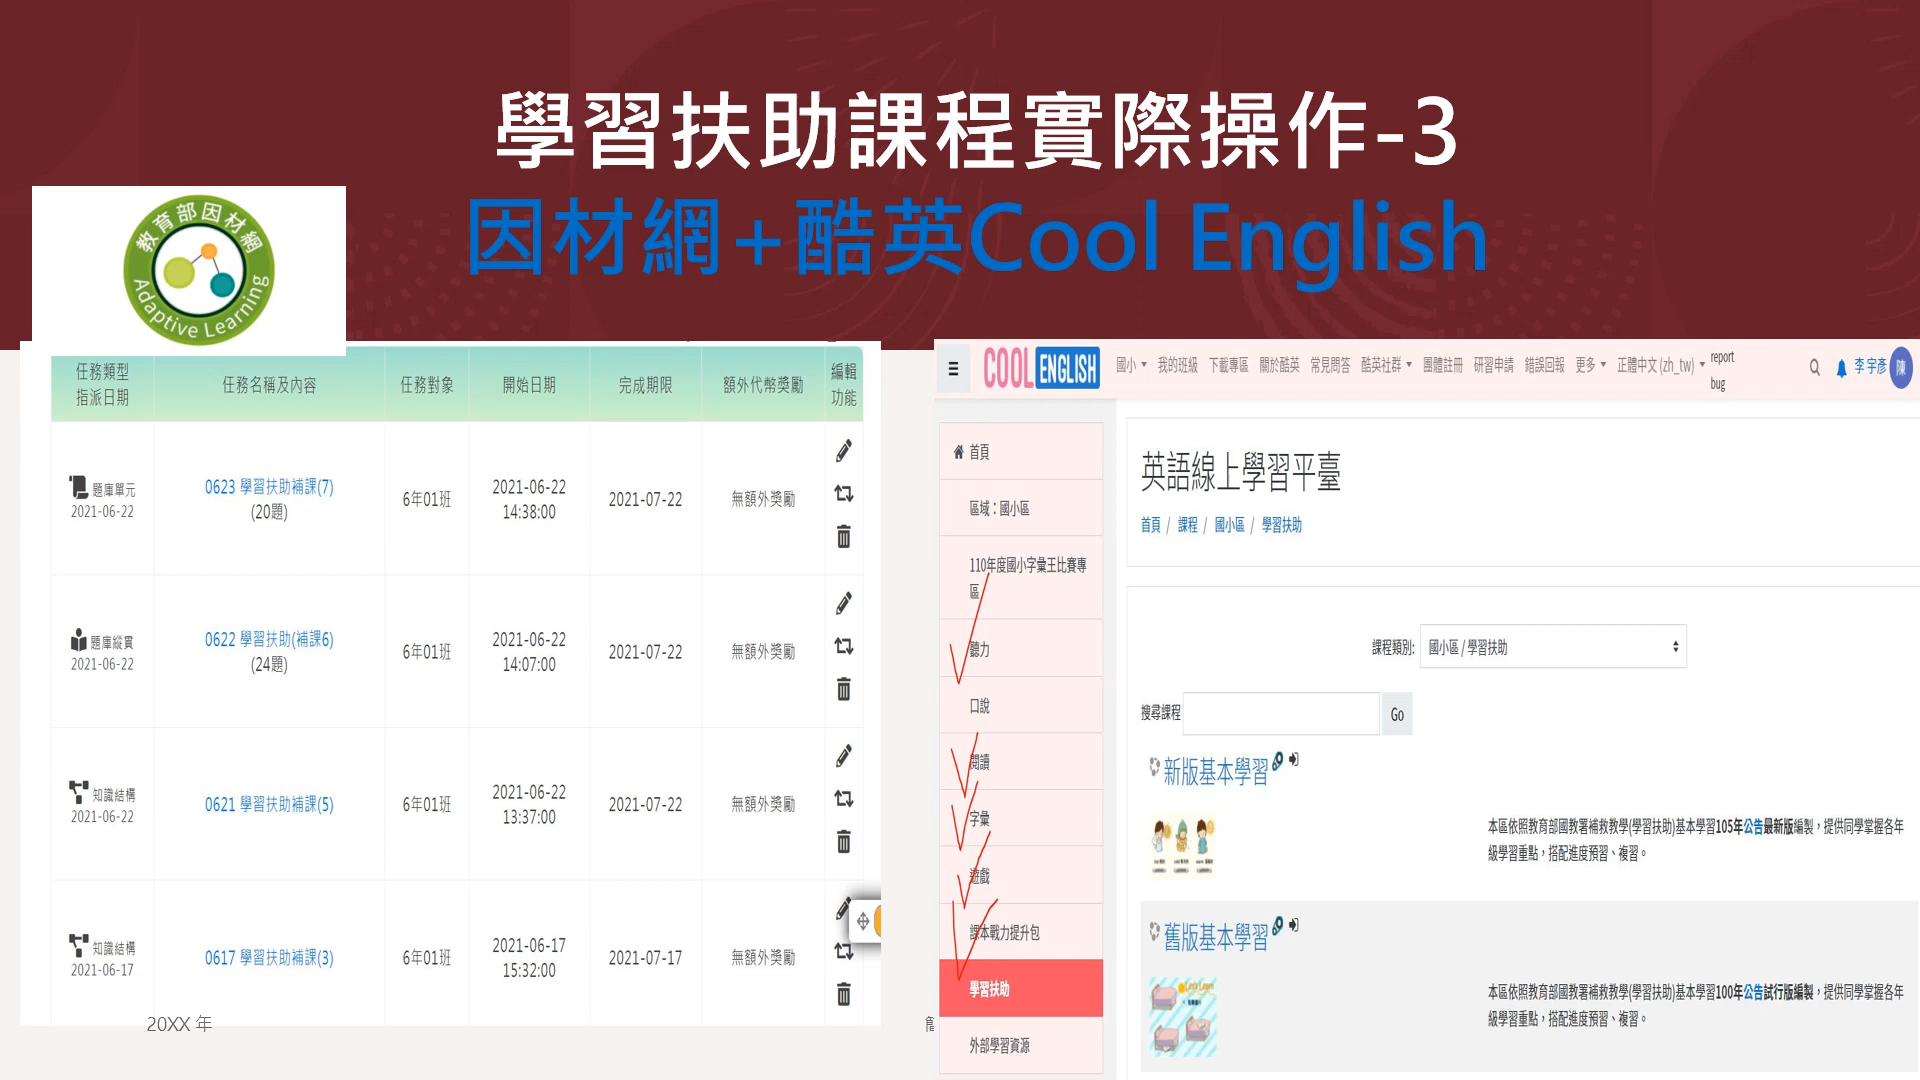 學習扶助課程實際操作-3
因材網+酷英Cool English
教育部因材網
Adaptive Learning
任務類型
指派日期
任務名稱及內容
任務對象
開始日期
完成期限
額外代幣獎勵
編輯
功能
題庫單元
2021-06-22
0623 學習扶助補課(7)
(20題)
6年01班
2021-06-22
14:38:00
2021-07-22
無額外獎勵
題庫縱貫
2021-06-22
0622 學習扶助(補課6)
(24題)
6年01班
2021-06-22
14:07:00
2021-07-22
無額外獎勵
知識結構
2021-06-22
0621 學習扶助補課(5)
6年01班
2021-06-22
13:37:00
2021-07-22
無額外獎勵
知識結構
2021-06-17
0617 學習扶助補課(3)
6年01班
2021-06-17
15:32:00
2021-07-17
無額外獎勵
20XX 年
COOL ENGLISH
國小 我的班級 下載專區 關於酷英 常見問答 酷英社群 團體註冊 研習申請 錯誤回報 更多 正體中文 (zh_tw)
report
bug
李宇彥
陳
首頁
區域：國小區
110年度國小字彙王比賽專
區
聽力
口說
閱讀
字彙
遊戲
課本戰力提升包
學習扶助
外部學習資源
英語線上學習平臺
首頁 / 課程 / 國小區 / 學習扶助
課程類別:
國小區 / 學習扶助
搜尋課程
Go
新版基本學習
本區依照教育部國教署補救教學(學習扶助)基本學習105年公告最新版編製，提供同學掌握各年
級學習重點，搭配進度預習、複習。
舊版基本學習
本區依照教育部國教署補救教學(學習扶助)基本學習100年公告試行版編製，提供同學掌握各年
級學習重點，搭配進度預習、複習。